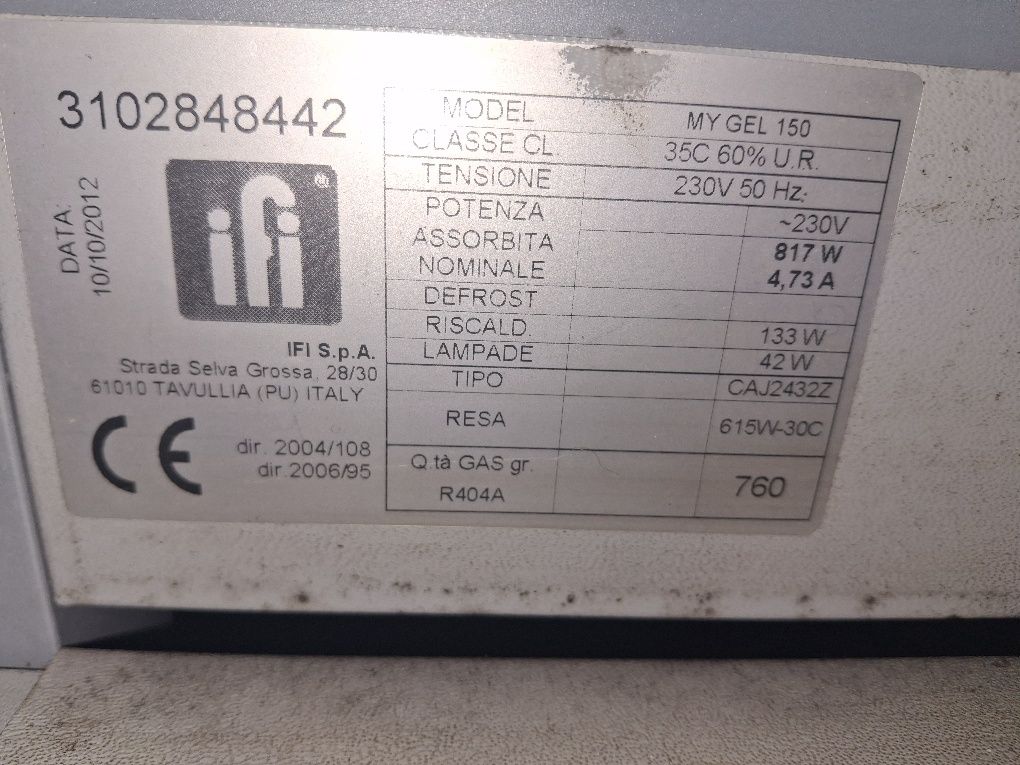 3102848442
DATA:
10/10/2012
ifi
IFI S.p.A.
Strada Selva Grossa, 28/30
61010 TAVULLIA (PU) ITALY
CE
dir. 2004/108
dir.2006/95
MODEL MY GEL 150
CLASSE CL 35C 60% U.R.
TENSIONE 230V 50 Hz.
POTENZA ~230V
ASSORBITA 817 W
NOMINALE 4,73 A
DEFROST
RISCALD. 133 W
LAMPADE 42 W
TIPO CAJ2432Z
RESA 615W-30C
Q.tà GAS gr.
R404A 760